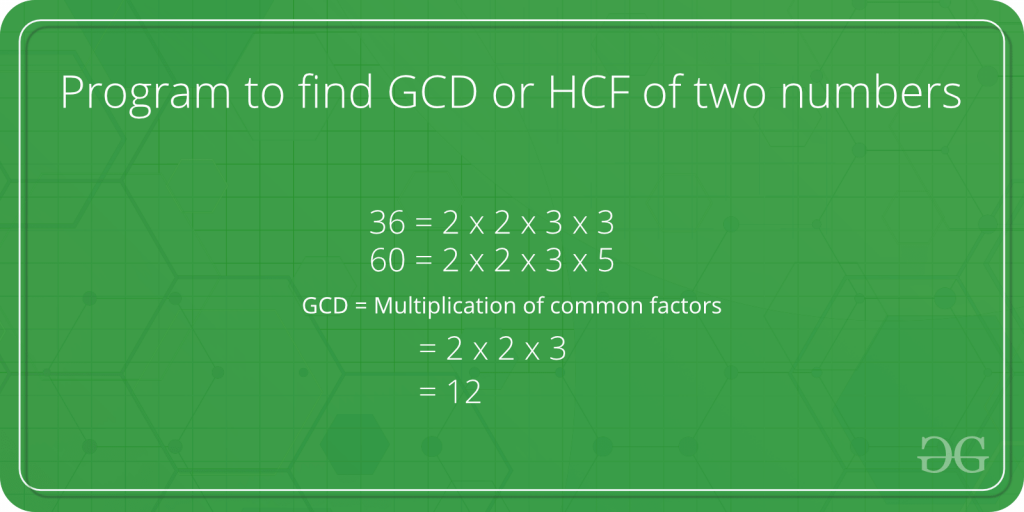 Program to find GCD or HCF of two numbers
36 = 2 x 2 x 3 x 3
60 = 2 x 2 x 3 x 5
GCD = Multiplication of common factors
= 2 x 2 x 3
= 12
GG